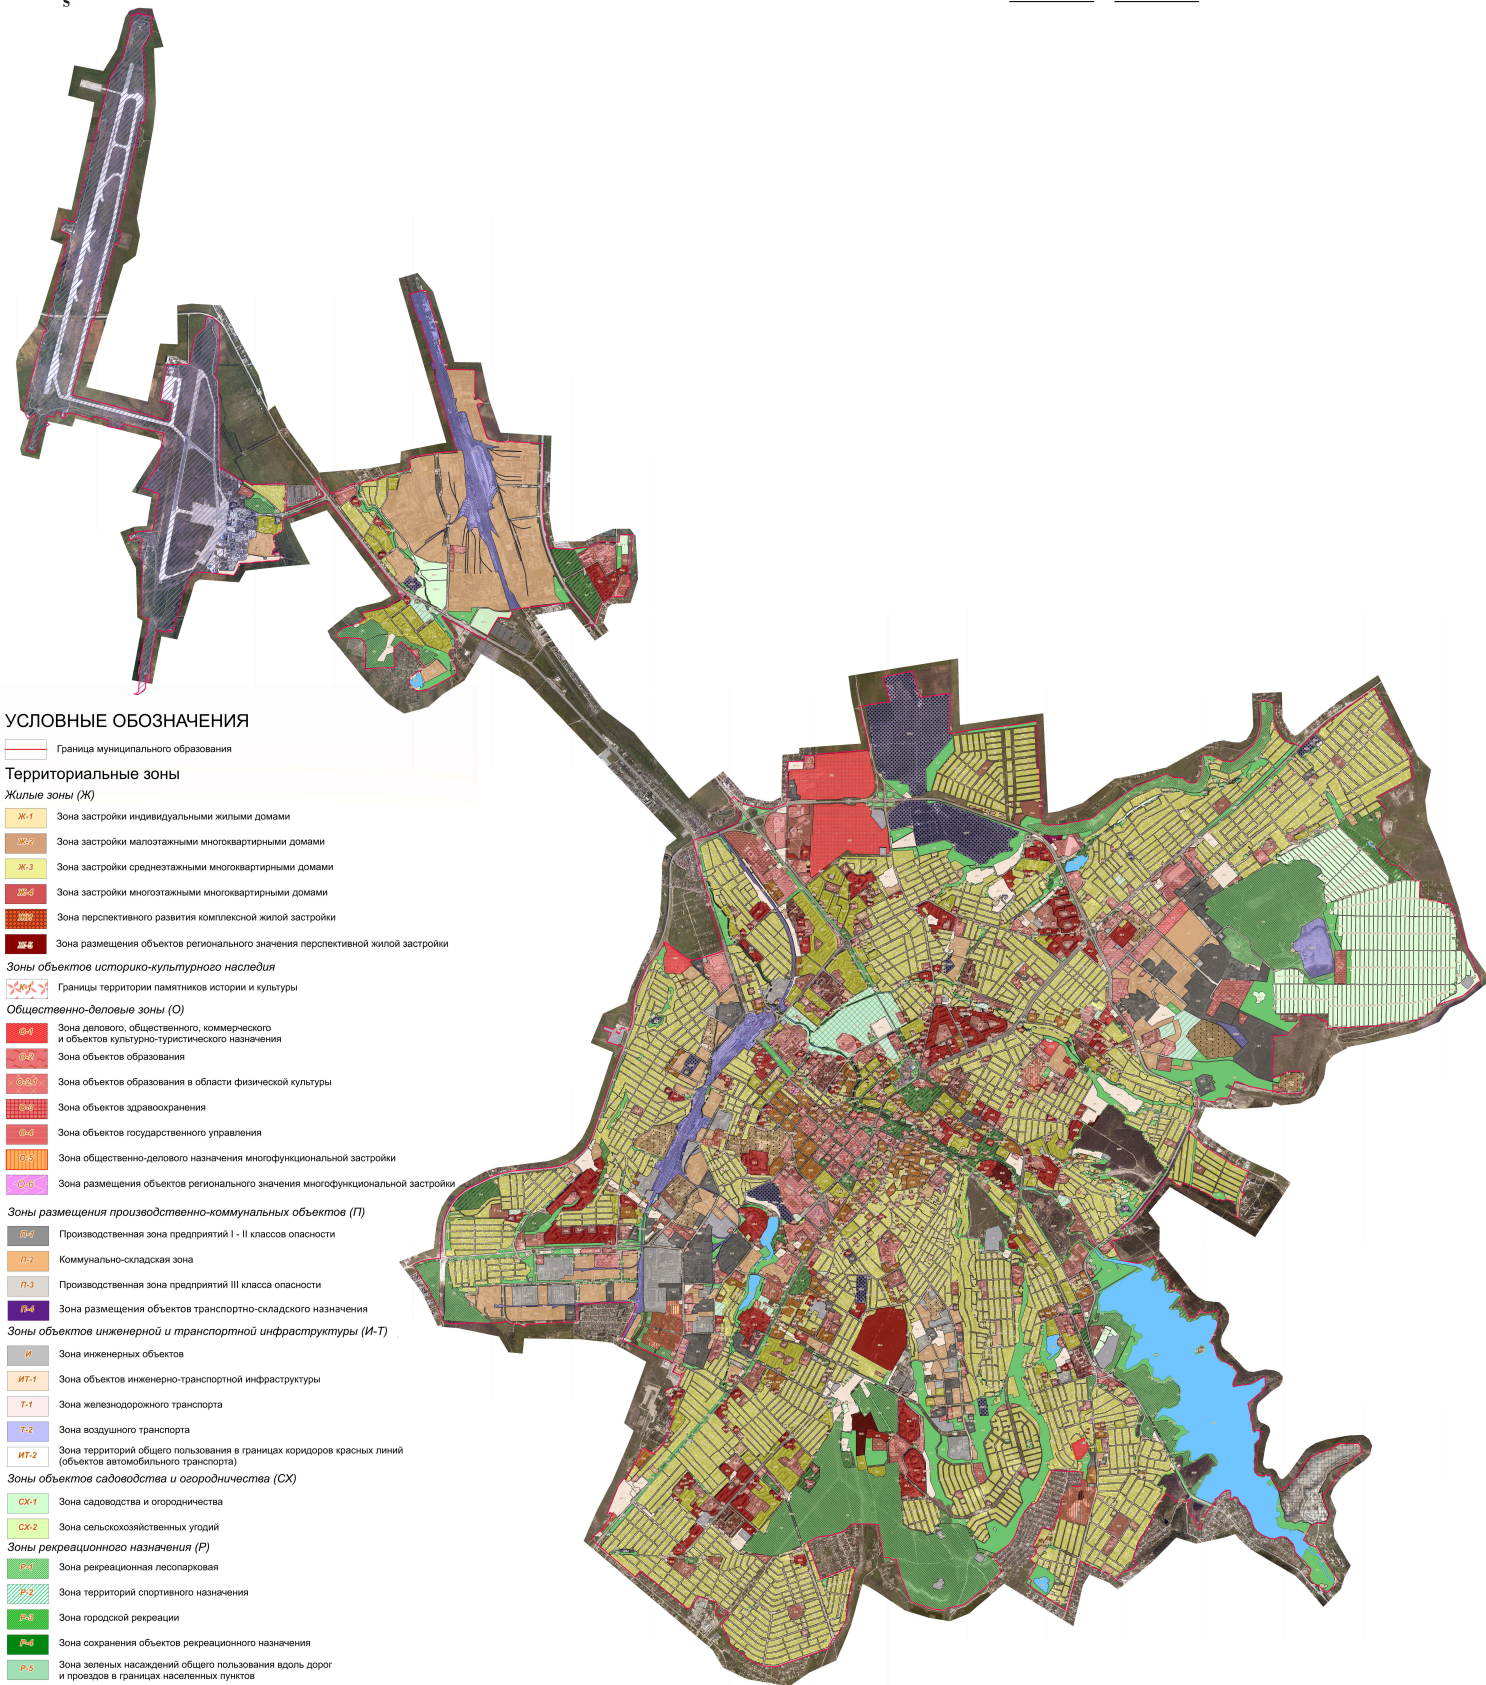 УСЛОВНЫЕ ОБОЗНАЧЕНИЯ
Граница муниципального образования
Территориальные зоны
Жилые зоны (Ж)
Ж-1 Зона застройки индивидуальными жилыми домами
Ж-2 Зона застройки малоэтажными многоквартирными домами
Ж-3 Зона застройки среднеэтажными многоквартирными домами
Ж-4 Зона застройки многоэтажными многоквартирными домами
Зона перспективного развития комплексной жилой застройки
Ж-5 Зона размещения объектов регионального значения перспективной жилой застройки
Зоны объектов историко-культурного наследия
Границы территории памятников истории и культуры
Общественно-деловые зоны (О)
О-1 Зона делового, общественного, коммерческого
и объектов культурно-туристического назначения
О-2 Зона объектов образования
О-2.1 Зона объектов образования в области физической культуры
О-3 Зона объектов здравоохранения
О-4 Зона объектов государственного управления
О-5 Зона общественно-делового назначения многофункциональной застройки
О-6 Зона размещения объектов регионального значения многофункциональной застройки
Зоны размещения производственно-коммунальных объектов (П)
П-1 Производственная зона предприятий I - II классов опасности
П-2 Коммунально-складская зона
П-3 Производственная зона предприятий III класса опасности
П-4 Зона размещения объектов транспортно-складского назначения
Зоны объектов инженерной и транспортной инфраструктуры (И-Т)
И Зона инженерных объектов
ИТ-1 Зона объектов инженерно-транспортной инфраструктуры
Т-1 Зона железнодорожного транспорта
Т-2 Зона воздушного транспорта
ИТ-2 Зона территорий общего пользования в границах коридоров красных линий
(объектов автомобильного транспорта)
Зоны объектов садоводства и огородничества (СХ)
СХ-1 Зона садоводства и огородничества
СХ-2 Зона сельскохозяйственных угодий
Зоны рекреационного назначения (Р)
Р-1 Зона рекреационная лесопарковая
Р-2 Зона территорий спортивного назначения
Р-3 Зона городской рекреации
Р-4 Зона сохранения объектов рекреационного назначения
Р-5 Зона зеленых насаждений общего пользования вдоль дорог
и проездов в границах населенных пунктов